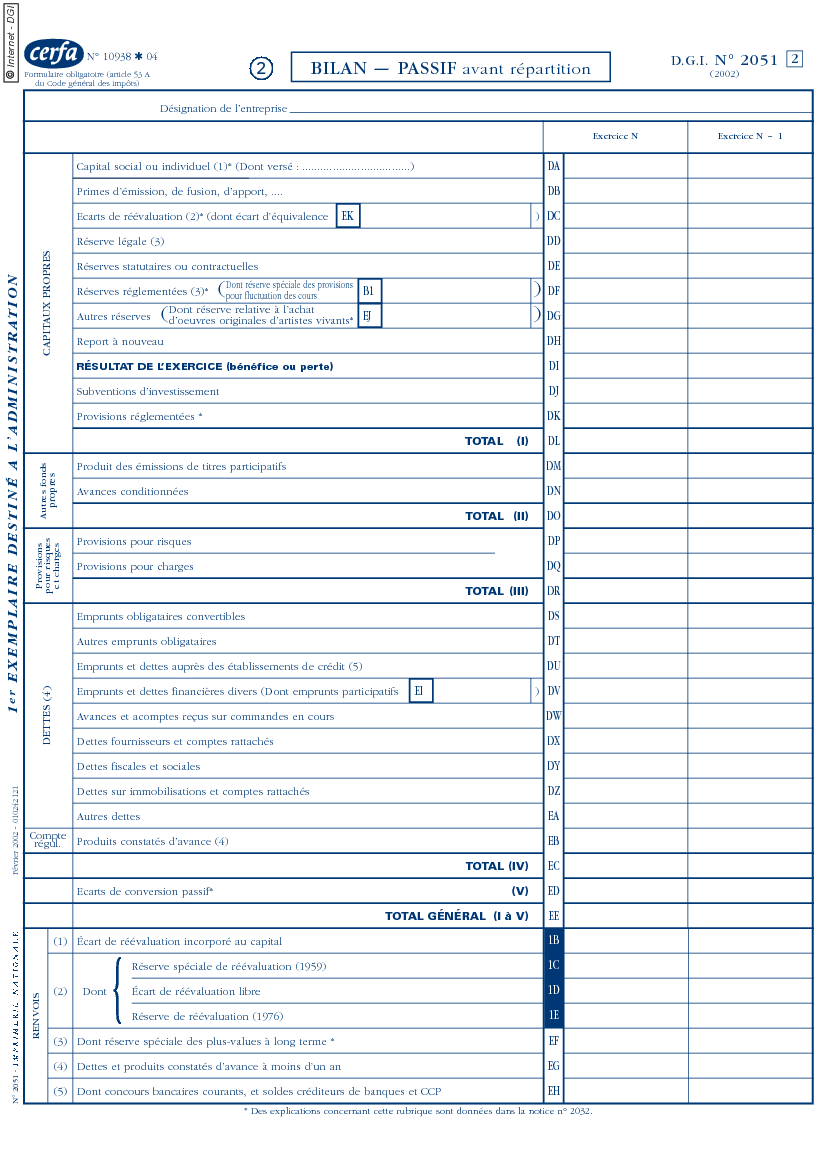 © Internet - DGI
cerfa N° 10938 ✱ 04
Formulaire obligatoire (article 53 A
du Code général des impôts)
2
BILAN — PASSIF avant répartition
D.G.I. N° 2051 2
(2002)
Désignation de l'entreprise
Exercice N
Exercice N – 1
1er EXEMPLAIRE DESTINÉ A L'ADMINISTRATION
Février 2002 – 010242121
N° 2051 - IMPRIMERIE NATIONALE
CAPITAUX PROPRES
Capital social ou individuel (1)* (Dont versé : ................................) DA
Primes d'émission, de fusion, d'apport, .... DB
Ecarts de réévaluation (2)* (dont écart d'équivalence EK ) DC
Réserve légale (3) DD
Réserves statutaires ou contractuelles DE
Réserves réglementées (3)* (Dont réserve spéciale des provisions
pour fluctuation des cours B1 ) DF
Autres réserves (Dont réserve relative à l'achat
d'oeuvres originales d'artistes vivants* EJ ) DG
Report à nouveau DH
RÉSULTAT DE L'EXERCICE (bénéfice ou perte) DI
Subventions d'investissement DJ
Provisions réglementées * DK
TOTAL (I) DL
Autres fonds
propres
Produit des émissions de titres participatifs DM
Avances conditionnées DN
TOTAL (II) DO
Provisions
pour risques
et charges
Provisions pour risques DP
Provisions pour charges DQ
TOTAL (III) DR
DETTES (4)
Emprunts obligataires convertibles DS
Autres emprunts obligataires DT
Emprunts et dettes auprès des établissements de crédit (5) DU
Emprunts et dettes financières divers (Dont emprunts participatifs EI ) DV
Avances et acomptes reçus sur commandes en cours DW
Dettes fournisseurs et comptes rattachés DX
Dettes fiscales et sociales DY
Dettes sur immobilisations et comptes rattachés DZ
Autres dettes EA
Compte
régul.
Produits constatés d'avance (4) EB
TOTAL (IV) EC
Ecarts de conversion passif* (V) ED
TOTAL GÉNÉRAL (I à V) EE
RENVOIS
(1) Écart de réévaluation incorporé au capital 1B
(2) Dont { Réserve spéciale de réévaluation (1959) 1C
Écart de réévaluation libre 1D
Réserve de réévaluation (1976) 1E
(3) Dont réserve spéciale des plus-values à long terme * EF
(4) Dettes et produits constatés d'avance à moins d'un an EG
(5) Dont concours bancaires courants, et soldes créditeurs de banques et CCP EH
* Des explications concernant cette rubrique sont données dans la notice n° 2032.